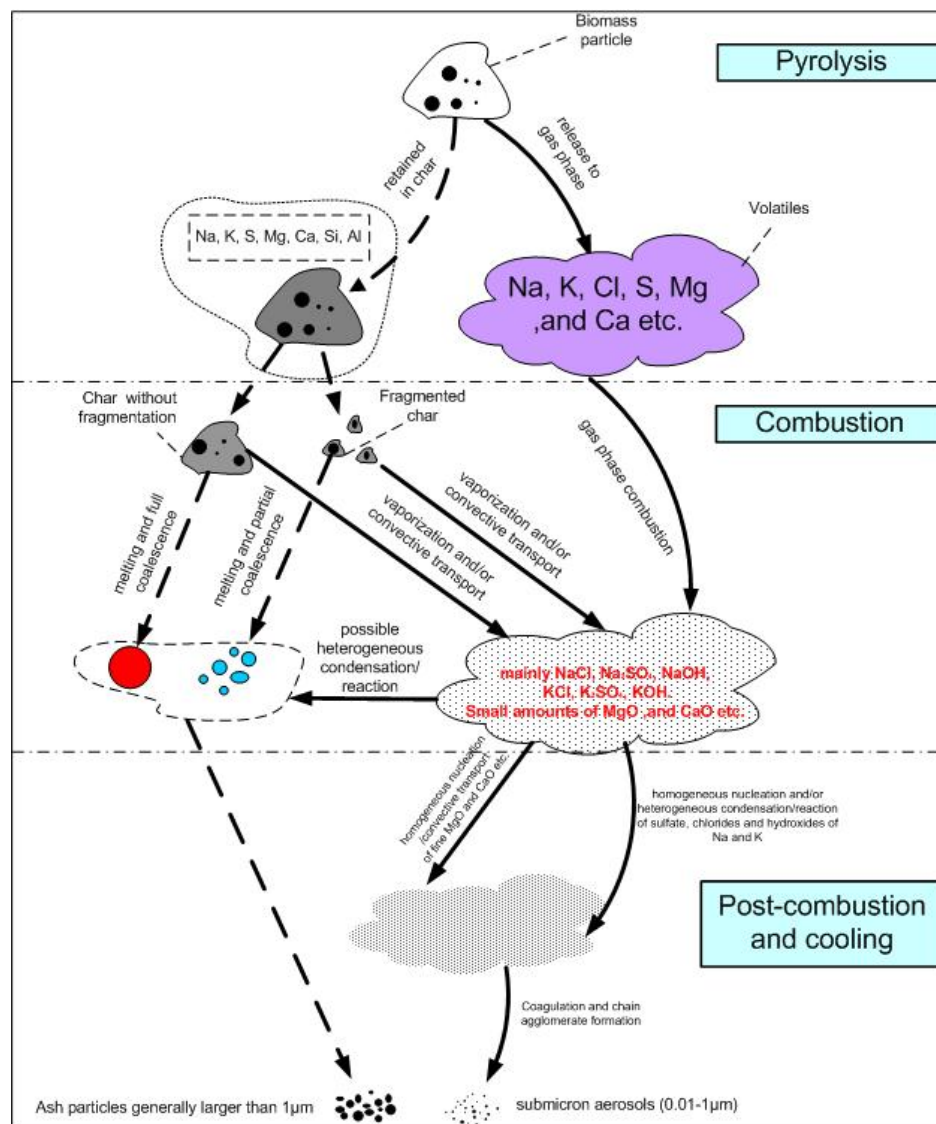 Biomass
particle
Pyrolysis
retained
in char
release to
gas phase
Volatiles
Na, K, S, Mg, Ca, Si, Al
Na, K, Cl, S, Mg
,and Ca etc.
Char without
fragmentation
Fragmented
char
Combustion
gas phase combustion
vaporization and/or
convective transport
vaporization and/or
convective transport
melting and full
coalescence
melting and partial
coalescence
possible
heterogeneous
condensation/
reaction
mainly NaCl, Na₂SO₄, NaOH,
KCl, K₂SO₄, KOH.
Small amounts of MgO ,and CaO etc.
homogeneous nucleation
/convective transport
of fine MgO and CaO etc.
homogeneous nucleation and/or
heterogeneous condensation/reaction
of sulfate, chlorides and hydroxides of
Na and K
Post-combustion
and cooling
Coagulation and chain
agglomerate formation
Ash particles generally larger than 1μm
submicron aerosols (0.01-1μm)